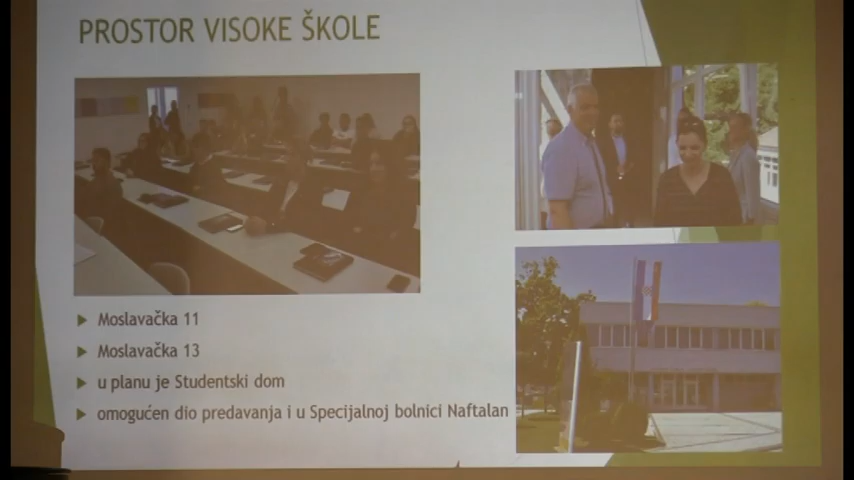 PROSTOR VISOKE ŠKOLE
Moslavačka 11
Moslavačka 13
u planu je Studentski dom
omogućen dio predavanja i u Specijalnoj bolnici Naftalan